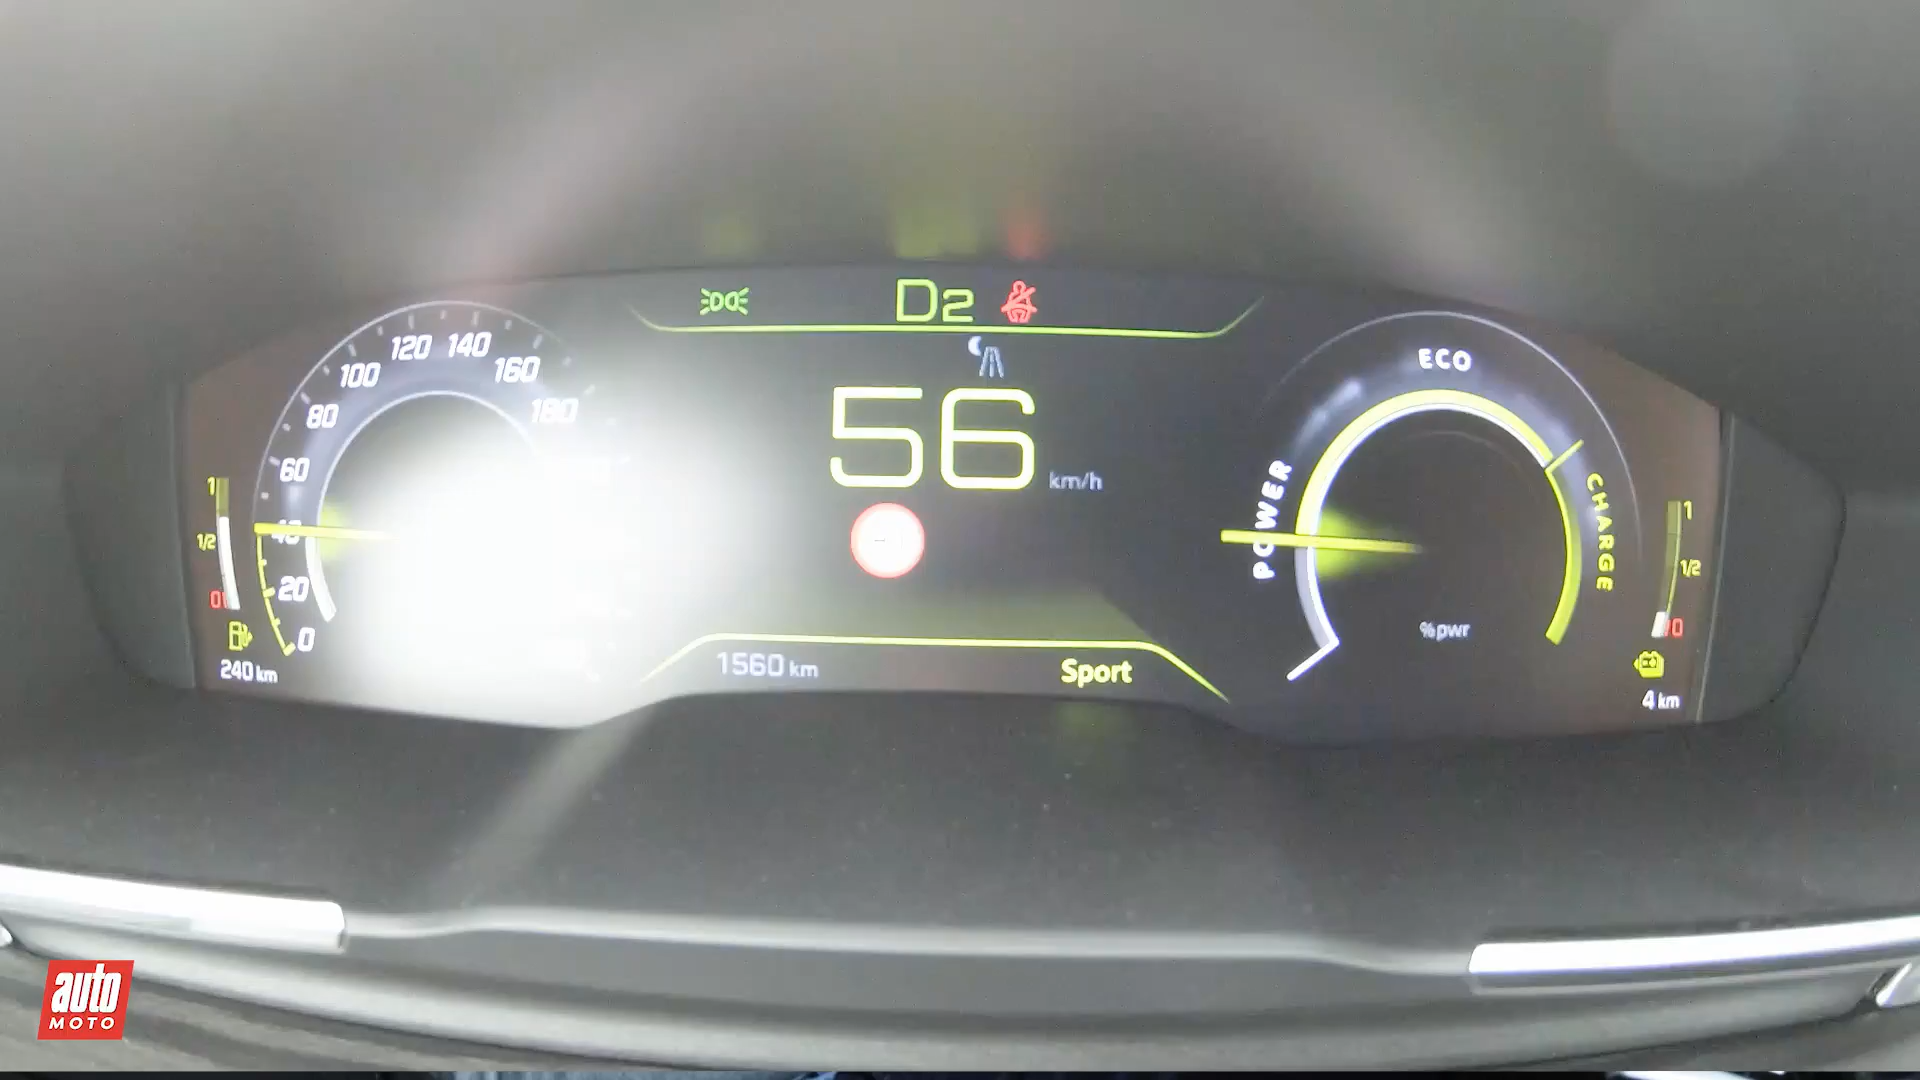 D2
120 140
100 160
80 180
60
40
20
0
1
1/2
0
240 km
56 km/h
1560 km
Sport
ECO
POWER
CHARGE
%pwr
1
1/2
0
4 km
auto
MOTO